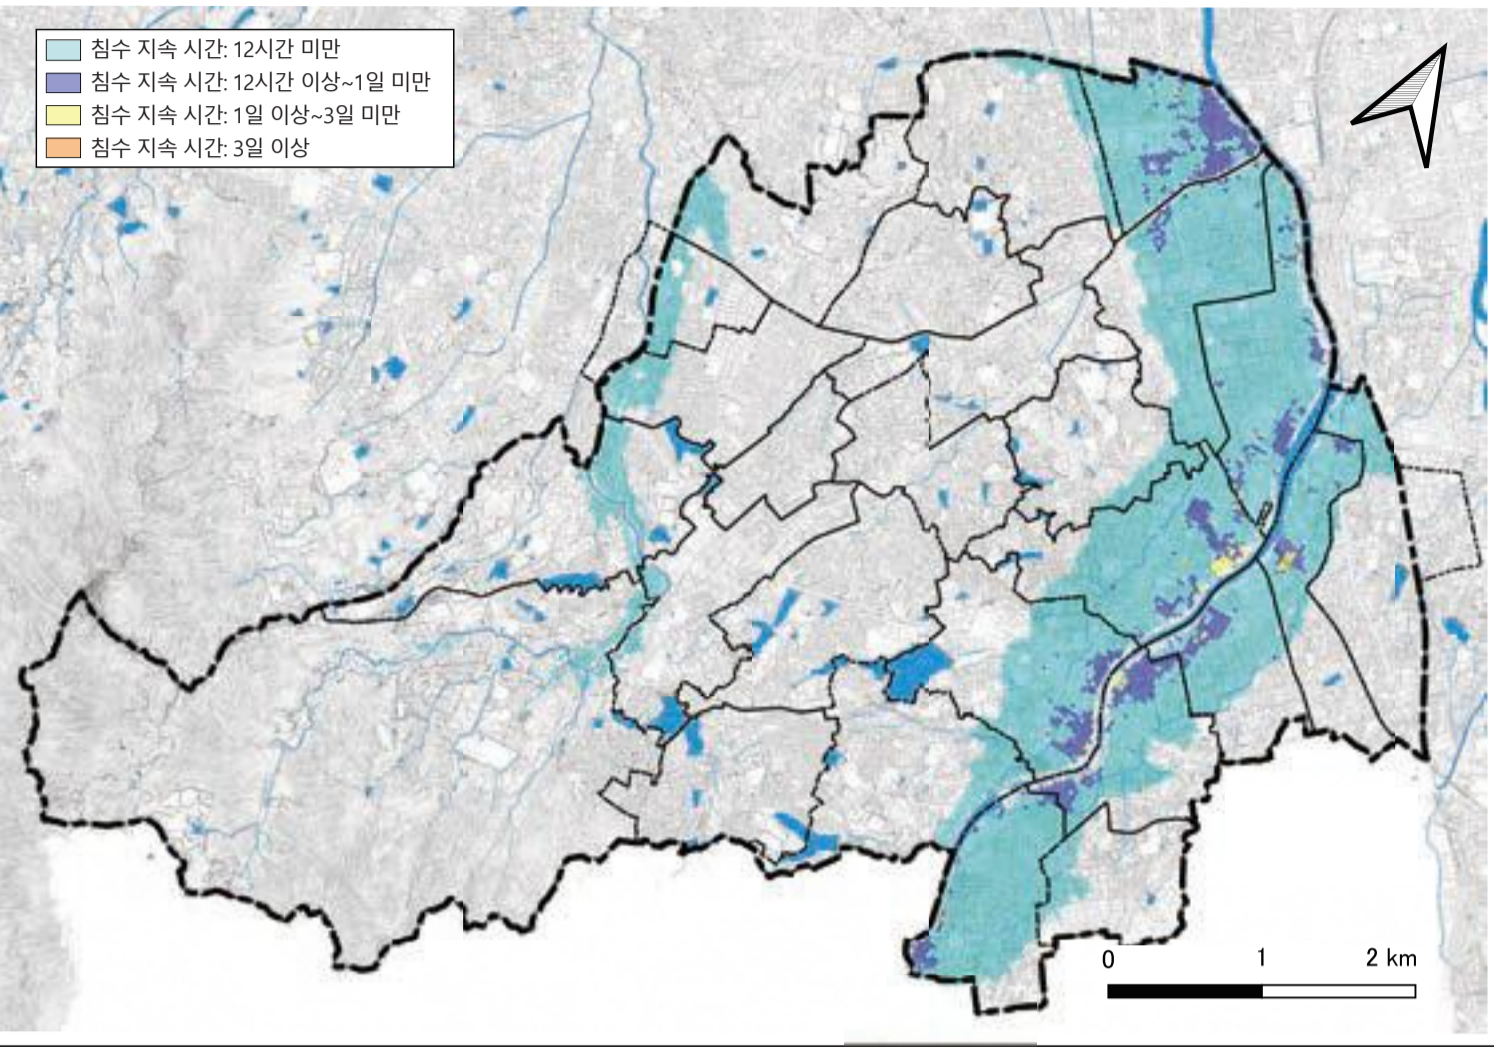 침수 지속 시간: 12시간 미만
침수 지속 시간: 12시간 이상~1일 미만
침수 지속 시간: 1일 이상~3일 미만
침수 지속 시간: 3일 이상
0 1 2 km